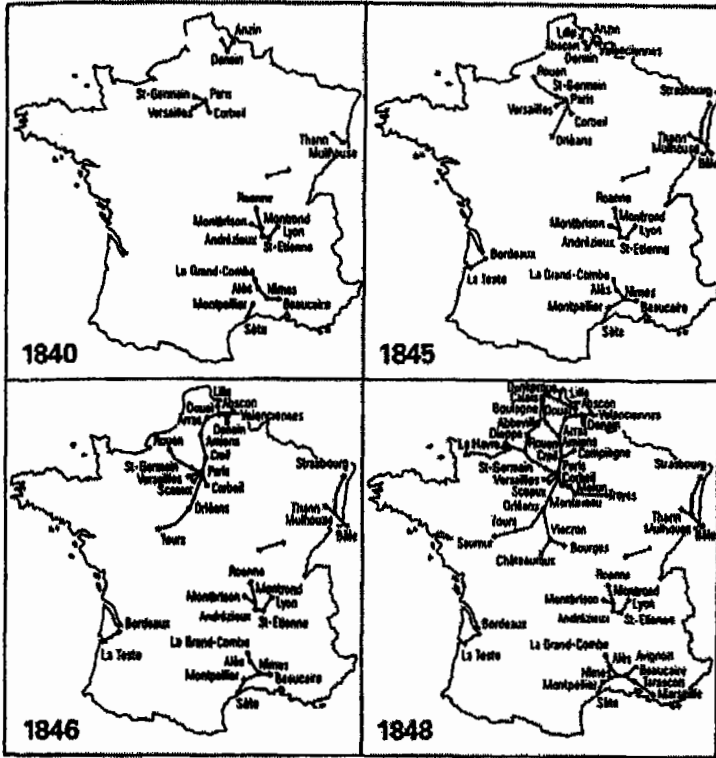 Anzin
Denain
St-Germain
Paris
Versailles
Corbeil
Thann
Mulhouse
Roanne
Montbrison
Montrond
Lyon
Andrézieux
St-Etienne
La Grand-Combe
Alès
Nîmes
Montpellier
Beaucaire
Sète
1840
Lille
Anzin
Abscon
Valenciennes
Denain
Rouen
St-Germain
Paris
Versailles
Corbeil
Orléans
Strasbourg
Thann
Mulhouse
Bâle
Roanne
Montrond
Montbrison
Lyon
Andrézieux
St-Etienne
Bordeaux
La Teste
La Grand-Combe
Alès
Nîmes
Montpellier
Beaucaire
Sète
1845
Lille
Douai
Abscon
Arras
Valenciennes
Denain
Rouen
Amiens
Creil
St-Germain
Paris
Versailles
Sceaux
Corbeil
Orléans
Tours
Strasbourg
Thann
Mulhouse
Bâle
Roanne
Montrond
Montbrison
Lyon
Andrézieux
St-Etienne
Bordeaux
La Teste
La Grand-Combe
Alès
Nîmes
Montpellier
Beaucaire
Sète
1846
Dunkerque
Calais
Lille
Boulogne
Douai
Abscon
Valenciennes
Abbeville
Denain
Arras
Dieppe
Le Havre
Rouen
Amiens
Creil
Compiègne
St-Germain
Paris
Versailles
Corbeil
Sceaux
Troyes
Orléans
Montereau
Tours
Saumur
Vierzon
Bourges
Châteauroux
Strasbourg
Thann
Mulhouse
Bâle
Roanne
Montrond
Montbrison
Lyon
Andrézieux
St-Etienne
Bordeaux
La Teste
La Grand-Combe
Alès
Avignon
Nîmes
Beaucaire
Montpellier
Tarascon
Marseille
Sète
1848